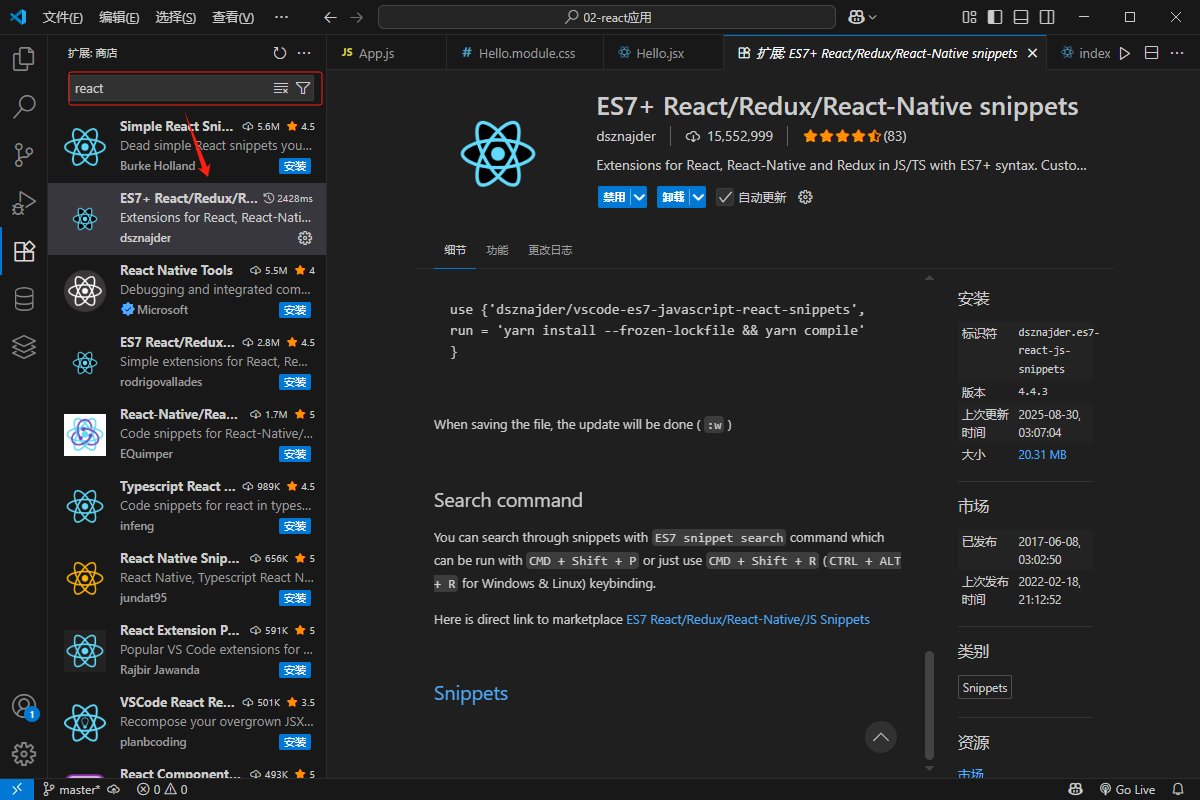 文件(F) 编辑(E) 选择(S) 查看(V) ··· 02-react应用
扩展: 商店
react
Simple React Sni... 5.6M 4.5
Dead simple React snippets you...
Burke Holland 安装
ES7+ React/Redux/R... 2428ms
Extensions for React, React-Nati...
dsznajder
React Native Tools 5.5M 4
Debugging and integrated com...
Microsoft 安装
ES7 React/Redux... 2.8M 4.5
Simple extensions for React, Re...
rodrigovallades 安装
React-Native/Rea... 1.7M 5
Code snippets for React-Native/...
EQuimper 安装
Typescript React ... 989K 4.5
Code snippets for react in types...
infeng 安装
React Native Snip... 656K 5
React Native, Typescript React N...
jundat95 安装
React Extension P... 591K 5
Popular VS Code extensions for ...
Rajbir Jawanda 安装
VSCode React Re... 501K 3.5
Recompose your overgrown JSX...
planbcoding 安装
React Component... 493K 5
JS App.js # Hello.module.css Hello.jsx 扩展: ES7+ React/Redux/React-Native snippets index
ES7+ React/Redux/React-Native snippets
dsznajder 15,552,999 (83)
Extensions for React, React-Native and Redux in JS/TS with ES7+ syntax. Custo...
禁用 卸载 自动更新
细节 功能 更改日志
use {'dsznajder/vscode-es7-javascript-react-snippets',
run = 'yarn install --frozen-lockfile && yarn compile'
}
When saving the file, the update will be done ( :w )
Search command
You can search through snippets with ES7 snippet search command which
can be run with CMD + Shift + P or just use CMD + Shift + R (CTRL + ALT
+ R for Windows & Linux) keybinding.
Here is direct link to marketplace ES7 React/Redux/React-Native/JS Snippets
Snippets
安装
标识符 dsznajder.es7-
react-js-
snippets
版本 4.4.3
上次更新 2025-08-30,
时间 03:07:04
大小 20.31 MB
市场
已发布 2017-06-08,
03:02:50
上次发布 2022-02-18,
时间 21:12:52
类别
Snippets
资源
市场
1
master* 0 0 Go Live